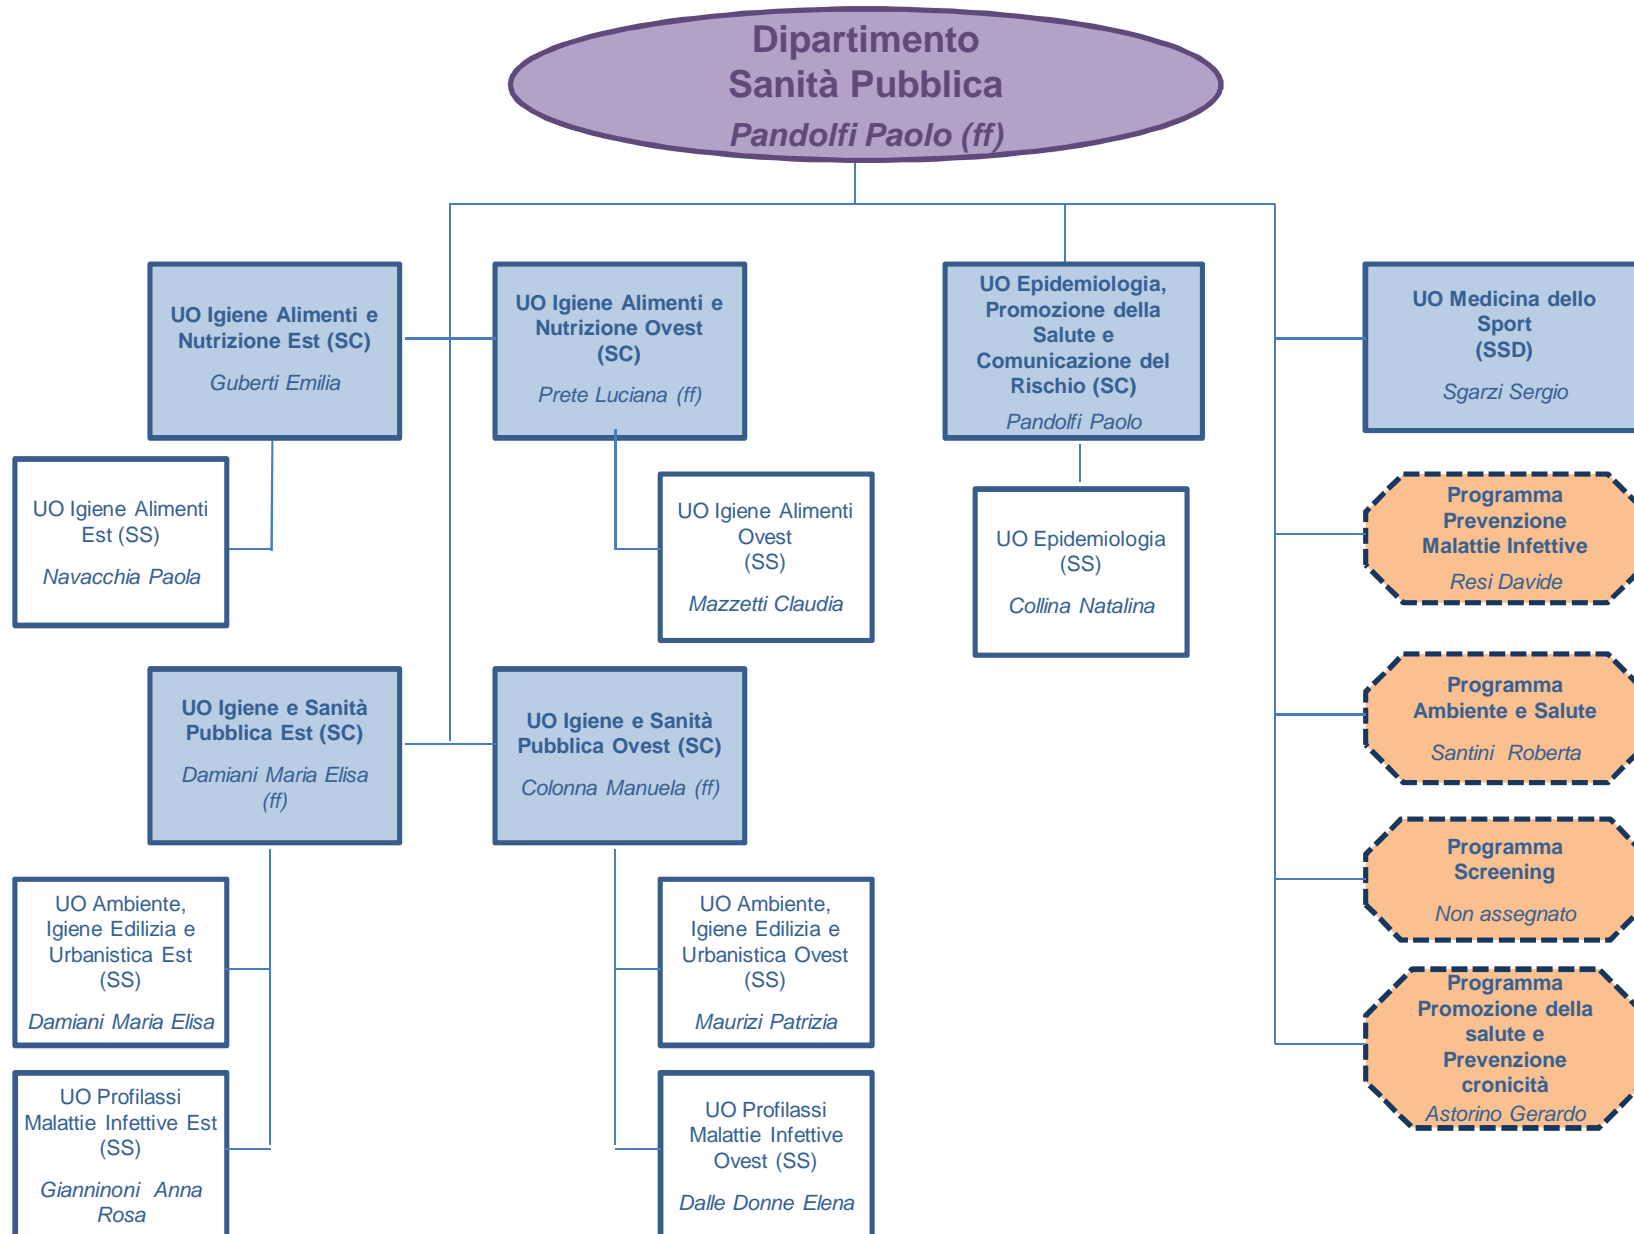 Dipartimento
Sanità Pubblica
Pandolfi Paolo (ff)
UO Igiene Alimenti e
Nutrizione Est (SC)
Guberti Emilia
UO Igiene Alimenti e
Nutrizione Ovest
(SC)
Prete Luciana (ff)
UO Epidemiologia,
Promozione della
Salute e
Comunicazione del
Rischio (SC)
Pandolfi Paolo
UO Medicina dello
Sport
(SSD)
Sgarzi Sergio
UO Igiene Alimenti
Est (SS)
Navacchia Paola
UO Igiene Alimenti
Ovest
(SS)
Mazzetti Claudia
UO Epidemiologia
(SS)
Collina Natalina
Programma
Prevenzione
Malattie Infettive
Resi Davide
UO Igiene e Sanità
Pubblica Est (SC)
Damiani Maria Elisa
(ff)
UO Igiene e Sanità
Pubblica Ovest (SC)
Colonna Manuela (ff)
Programma
Ambiente e Salute
Santini Roberta
Programma
Screening
Non assegnato
UO Ambiente,
Igiene Edilizia e
Urbanistica Est
(SS)
Damiani Maria Elisa
UO Ambiente,
Igiene Edilizia e
Urbanistica Ovest
(SS)
Maurizi Patrizia
Programma
Promozione della
salute e
Prevenzione
cronicità
Astorino Gerardo
UO Profilassi
Malattie Infettive Est
(SS)
Gianninoni Anna
Rosa
UO Profilassi
Malattie Infettive
Ovest (SS)
Dalle Donne Elena